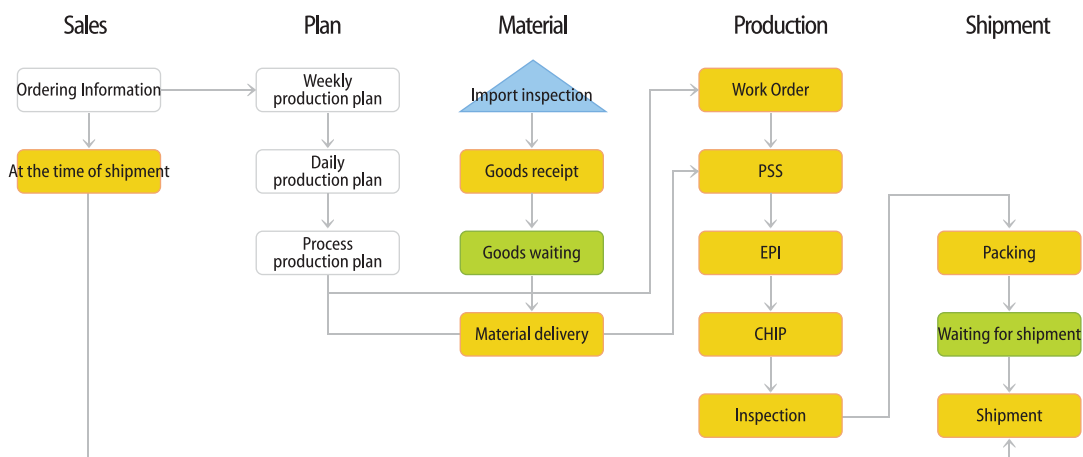 Sales
Plan
Material
Production
Shipment
Ordering Information
At the time of shipment
Weekly
production plan
Daily
production plan
Process
production plan
Import inspection
Goods receipt
Goods waiting
Material delivery
Work Order
PSS
EPI
CHIP
Inspection
Packing
Waiting for shipment
Shipment